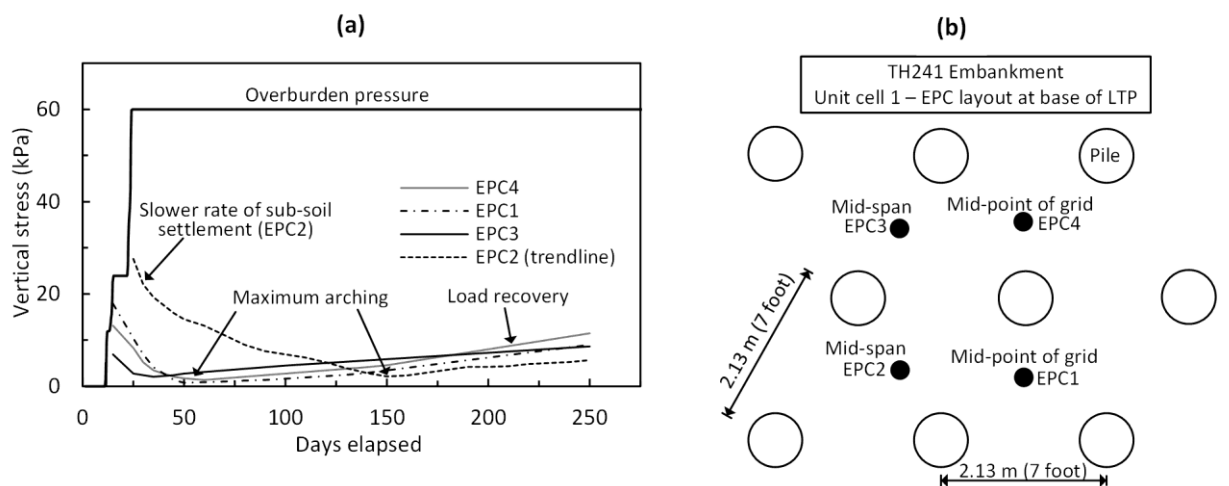 (a)
Vertical stress (kPa)
60
40
20
0
Overburden pressure
Slower rate of sub-soil
settlement (EPC2)
EPC4
EPC1
EPC3
EPC2 (trendline)
Maximum arching
Load recovery
0
50
100
150
200
250
Days elapsed
(b)
TH241 Embankment
Unit cell 1 – EPC layout at base of LTP
Pile
Mid-span
EPC3
Mid-point of grid
EPC4
2.13 m (7 foot)
Mid-span
EPC2
Mid-point of grid
EPC1
2.13 m (7 foot)